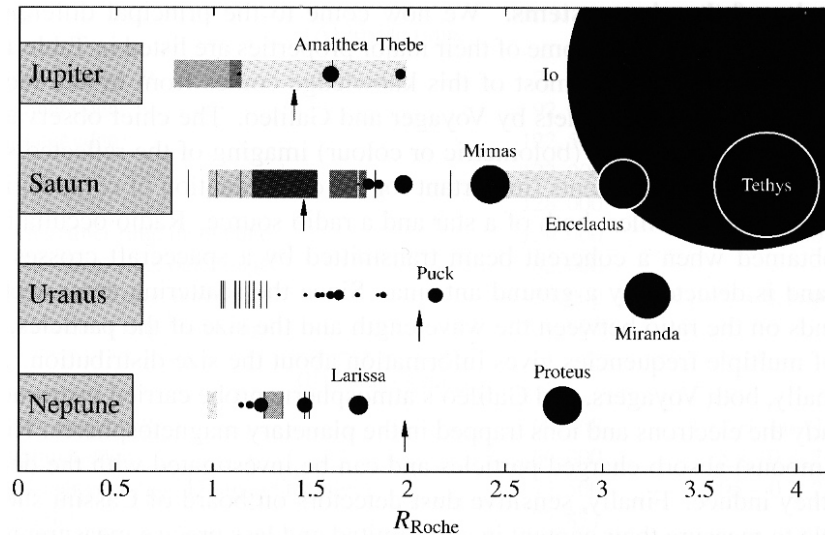 Amalthea Thebe
Jupiter
Io
Mimas
Saturn
Tethys
Enceladus
Puck
Uranus
Miranda
Larissa
Proteus
Neptune
0 0.5 1 1.5 2 2.5 3 3.5 4
R_Roche